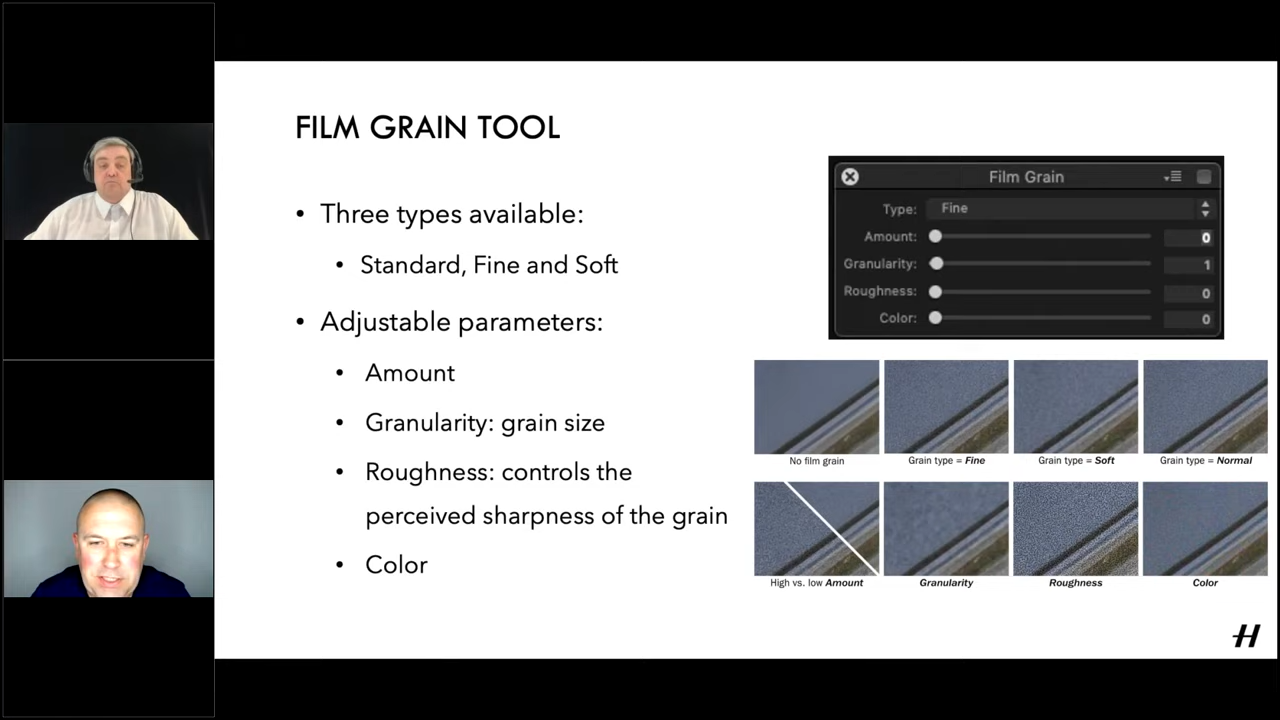 FILM GRAIN TOOL
• Three types available:
• Standard, Fine and Soft
• Adjustable parameters:
• Amount
• Granularity: grain size
• Roughness: controls the
perceived sharpness of the grain
• Color
Film Grain
Type: Fine
Amount: 0
Granularity: 1
Roughness: 0
Color: 0
No film grain
Grain type = Fine
Grain type = Soft
Grain type = Normal
High vs. low Amount
Granularity
Roughness
Color
H